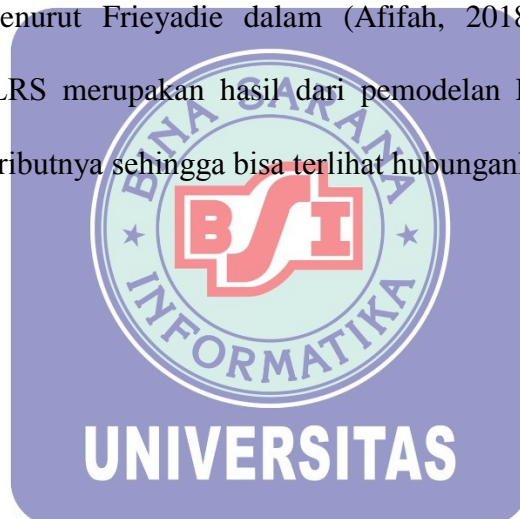 enurut Frieyadie dalam (Afifah, 2018
LRS merupakan hasil dari pemodelan
ributnya sehingga bisa terlihat hubungan
BINA SARANA
BSI
INFORMATIKA
UNIVERSITAS